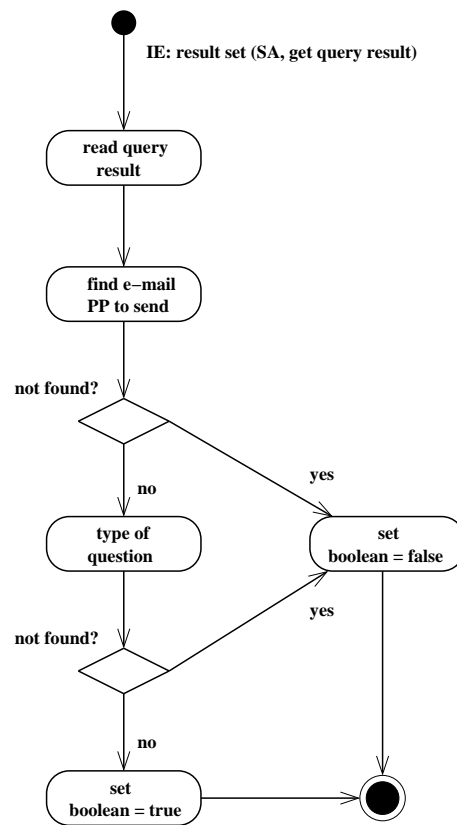 IE: result set (SA, get query result)
read query
result
find e−mail
PP to send
not found?
yes
no
type of
question
set
boolean = false
not found?
yes
no
set
boolean = true